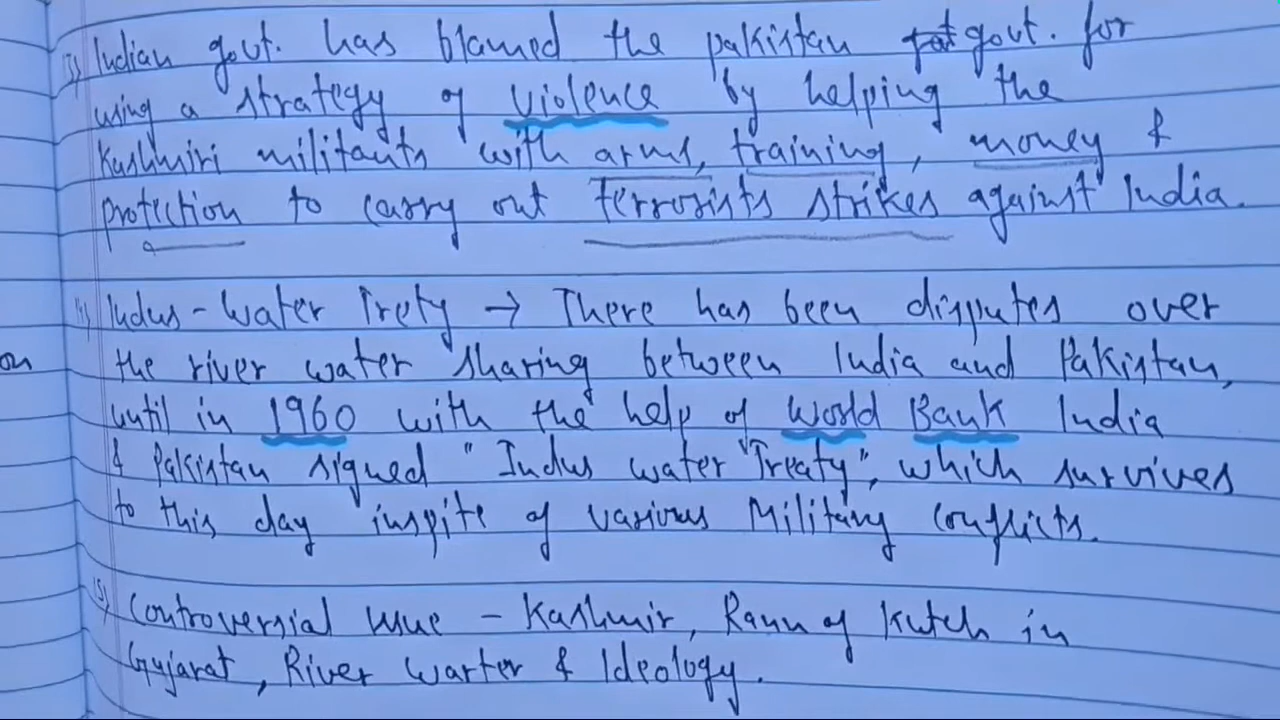 3) Indian govt. has blamed the pakistan govt. for
using a strategy of violence by helping the
Kashmiri militants with arms, training, money &
protection to carry out terrorists strikes against India.
4) Indus-Water Trety → There has been disputes over
on
the river water sharing between India and Pakistan,
until in 1960 with the help of World Bank India
& Pakistan signed "Indus water Treaty", which survives
to this day inspite of various Military conflicts.
5) Controversial issue - Kashmir, Rann of Kutch in
Gujarat, River Warter & Ideology.